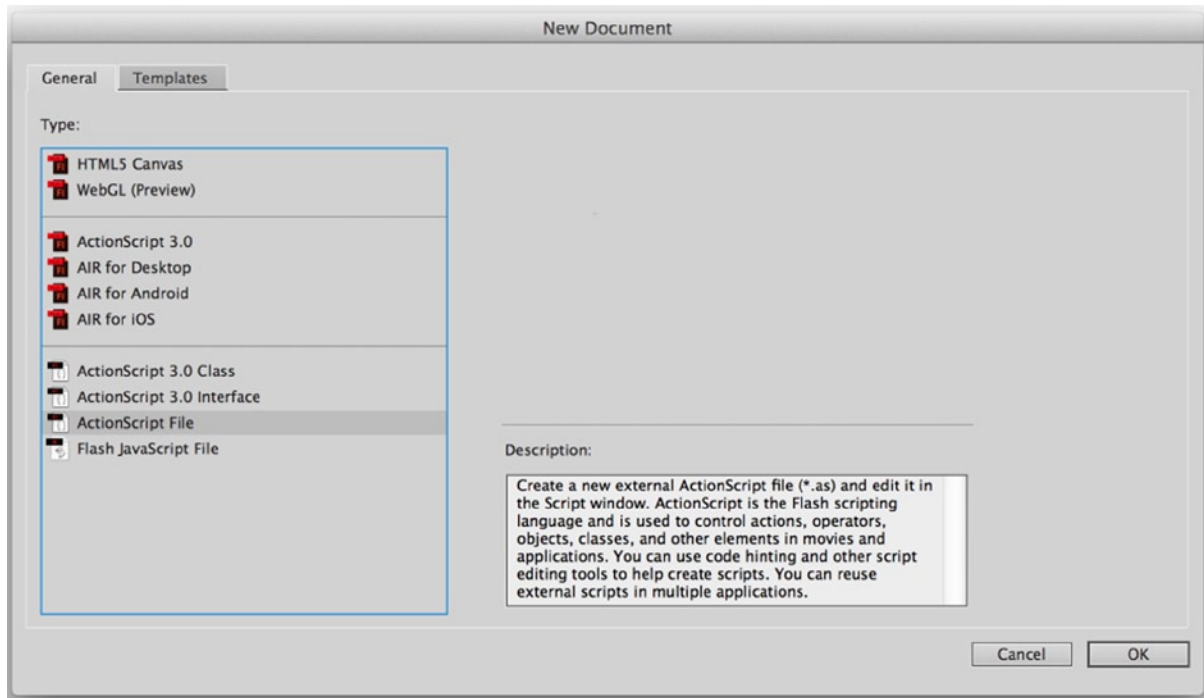 New Document
General
Templates
Type:
HTML5 Canvas
WebGL (Preview)
ActionScript 3.0
AIR for Desktop
AIR for Android
AIR for iOS
ActionScript 3.0 Class
ActionScript 3.0 Interface
ActionScript File
Flash JavaScript File
Description:
Create a new external ActionScript file (*.as) and edit it in
the Script window. ActionScript is the Flash scripting
language and is used to control actions, operators,
objects, classes, and other elements in movies and
applications. You can use code hinting and other script
editing tools to help create scripts. You can reuse
external scripts in multiple applications.
Cancel
OK